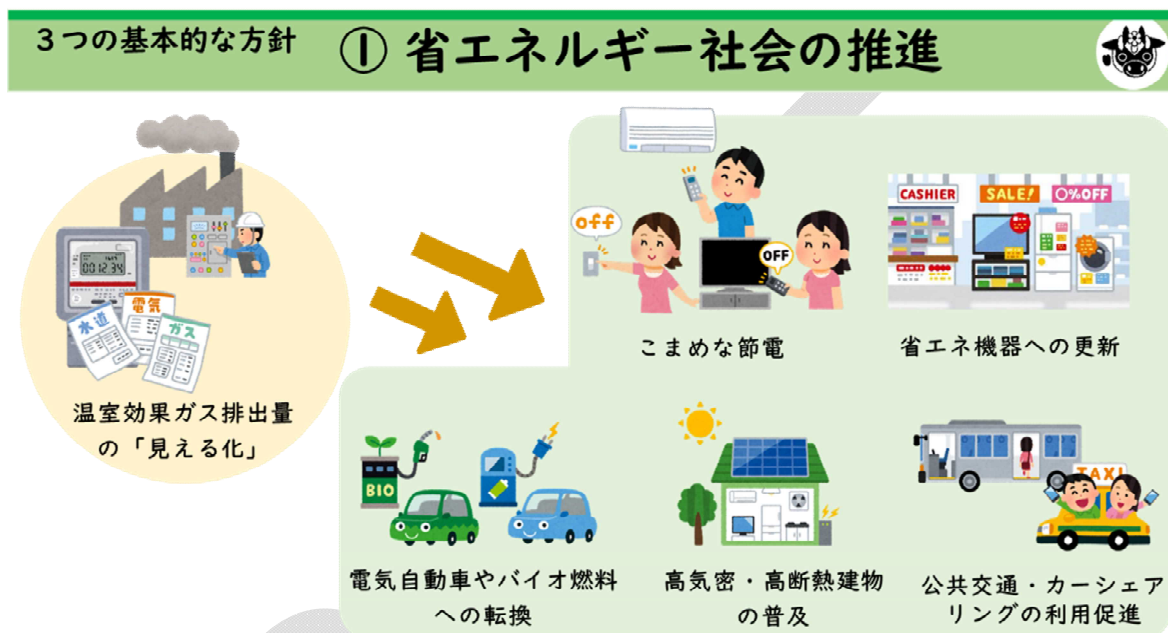 3つの基本的な方針
① 省エネルギー社会の推進
0012.34
水道
電気
ガス
温室効果ガス排出量
の「見える化」
off
OFF
こまめな節電
CASHIER
SALE!
○%OFF
省エネ機器への更新
BIO
電気自動車やバイオ燃料
への転換
高気密・高断熱建物
の普及
TAXI
公共交通・カーシェア
リングの利用促進